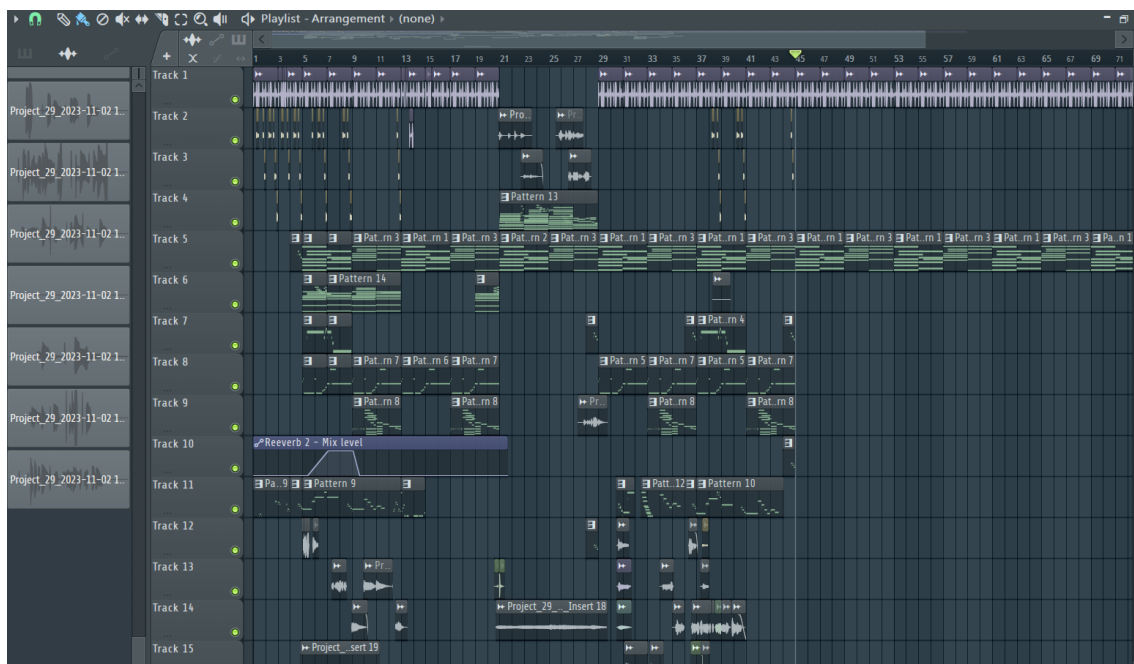 Playlist - Arrangement › (none) ›
1 3 5 7 9 11 13 15 17 19 21 23 25 27 29 31 33 35 37 39 41 43 45 47 49 51 53 55 57 59 61 63 65 67 69 71
Project_29_2023-11-02 1..
Project_29_2023-11-02 1..
Project_29_2023-11-02 1..
Project_29_2023-11-02 1..
Project_29_2023-11-02 1..
Project_29_2023-11-02 1..
Project_29_2023-11-02 1..
Track 1
Track 2 Pro.. Pr..
Track 3
Track 4 Pattern 13
Track 5 Pat..rn 3 Pat..rn 1 Pat..rn 3 Pat..rn 2 Pat..rn 3 Pat..rn 1 Pat..rn 3 Pat..rn 1 Pat..rn 3 Pat..rn 1 Pat..rn 3 Pat..rn 1 Pat..rn 3 Pat..rn 1 Pat..rn 3 Pa..n 1
Track 6 Pattern 14
Track 7 Pat..rn 4
Track 8 Pat..rn 7 Pat..rn 6 Pat..rn 7 Pat..rn 5 Pat..rn 7 Pat..rn 5 Pat..rn 7
Track 9 Pat..rn 8 Pat..rn 8 Pr.. Pat..rn 8 Pat..rn 8
Track 10 Reeverb 2 - Mix level
Track 11 Pa..9 Pattern 9 Patt..12 Pattern 10
Track 12
Track 13 Pr..
Track 14 Project_29_.._Insert 18
Track 15 Project_..sert 19